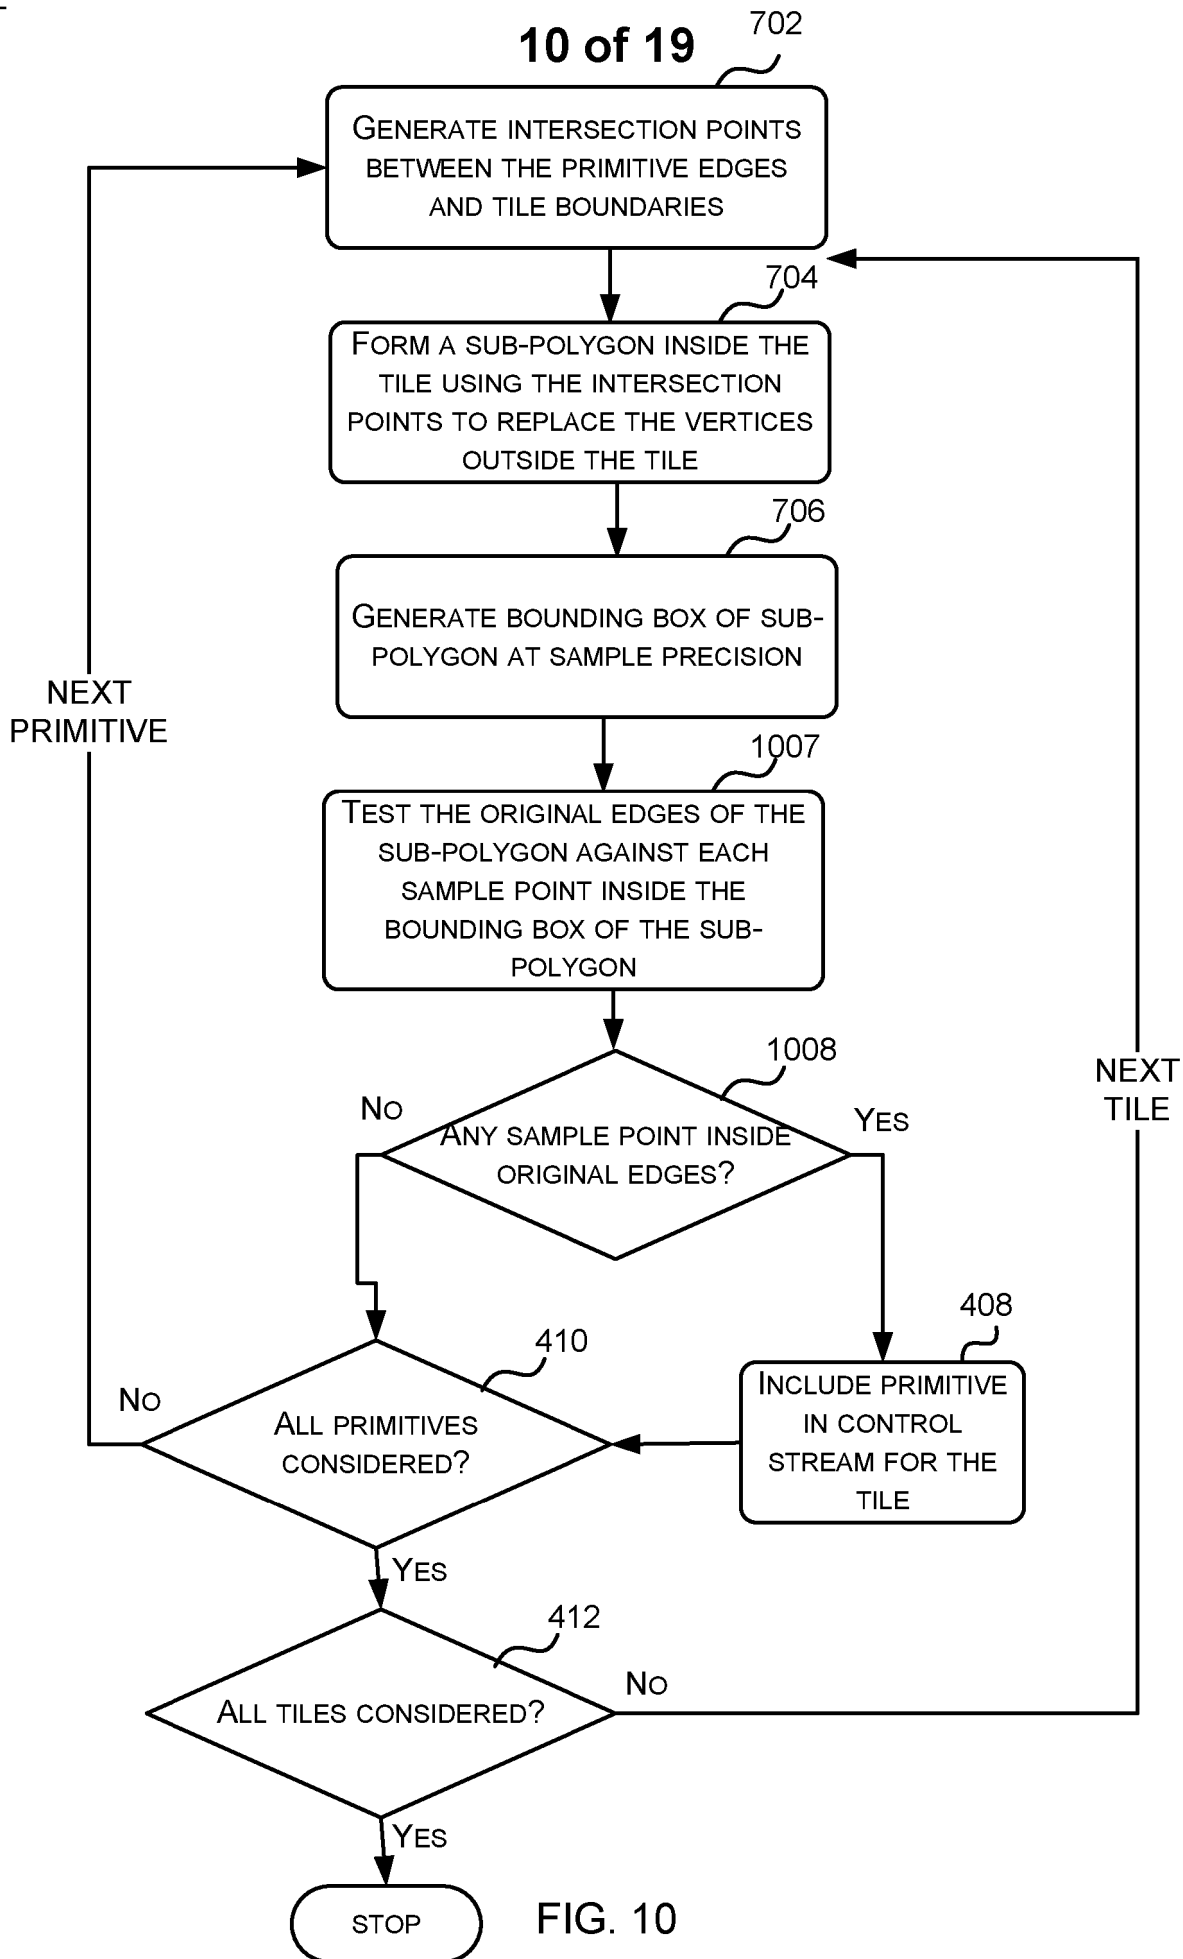 10 of 19
702
GENERATE INTERSECTION POINTS
BETWEEN THE PRIMITIVE EDGES
AND TILE BOUNDARIES
704
FORM A SUB-POLYGON INSIDE THE
TILE USING THE INTERSECTION
POINTS TO REPLACE THE VERTICES
OUTSIDE THE TILE
706
GENERATE BOUNDING BOX OF SUB-
POLYGON AT SAMPLE PRECISION
NEXT
PRIMITIVE
1007
TEST THE ORIGINAL EDGES OF THE
SUB-POLYGON AGAINST EACH
SAMPLE POINT INSIDE THE
BOUNDING BOX OF THE SUB-
POLYGON
1008
NO
YES
ANY SAMPLE POINT INSIDE
ORIGINAL EDGES?
NEXT
TILE
408
INCLUDE PRIMITIVE
IN CONTROL
STREAM FOR THE
TILE
410
NO
ALL PRIMITIVES
CONSIDERED?
YES
412
NO
ALL TILES CONSIDERED?
YES
STOP
FIG. 10